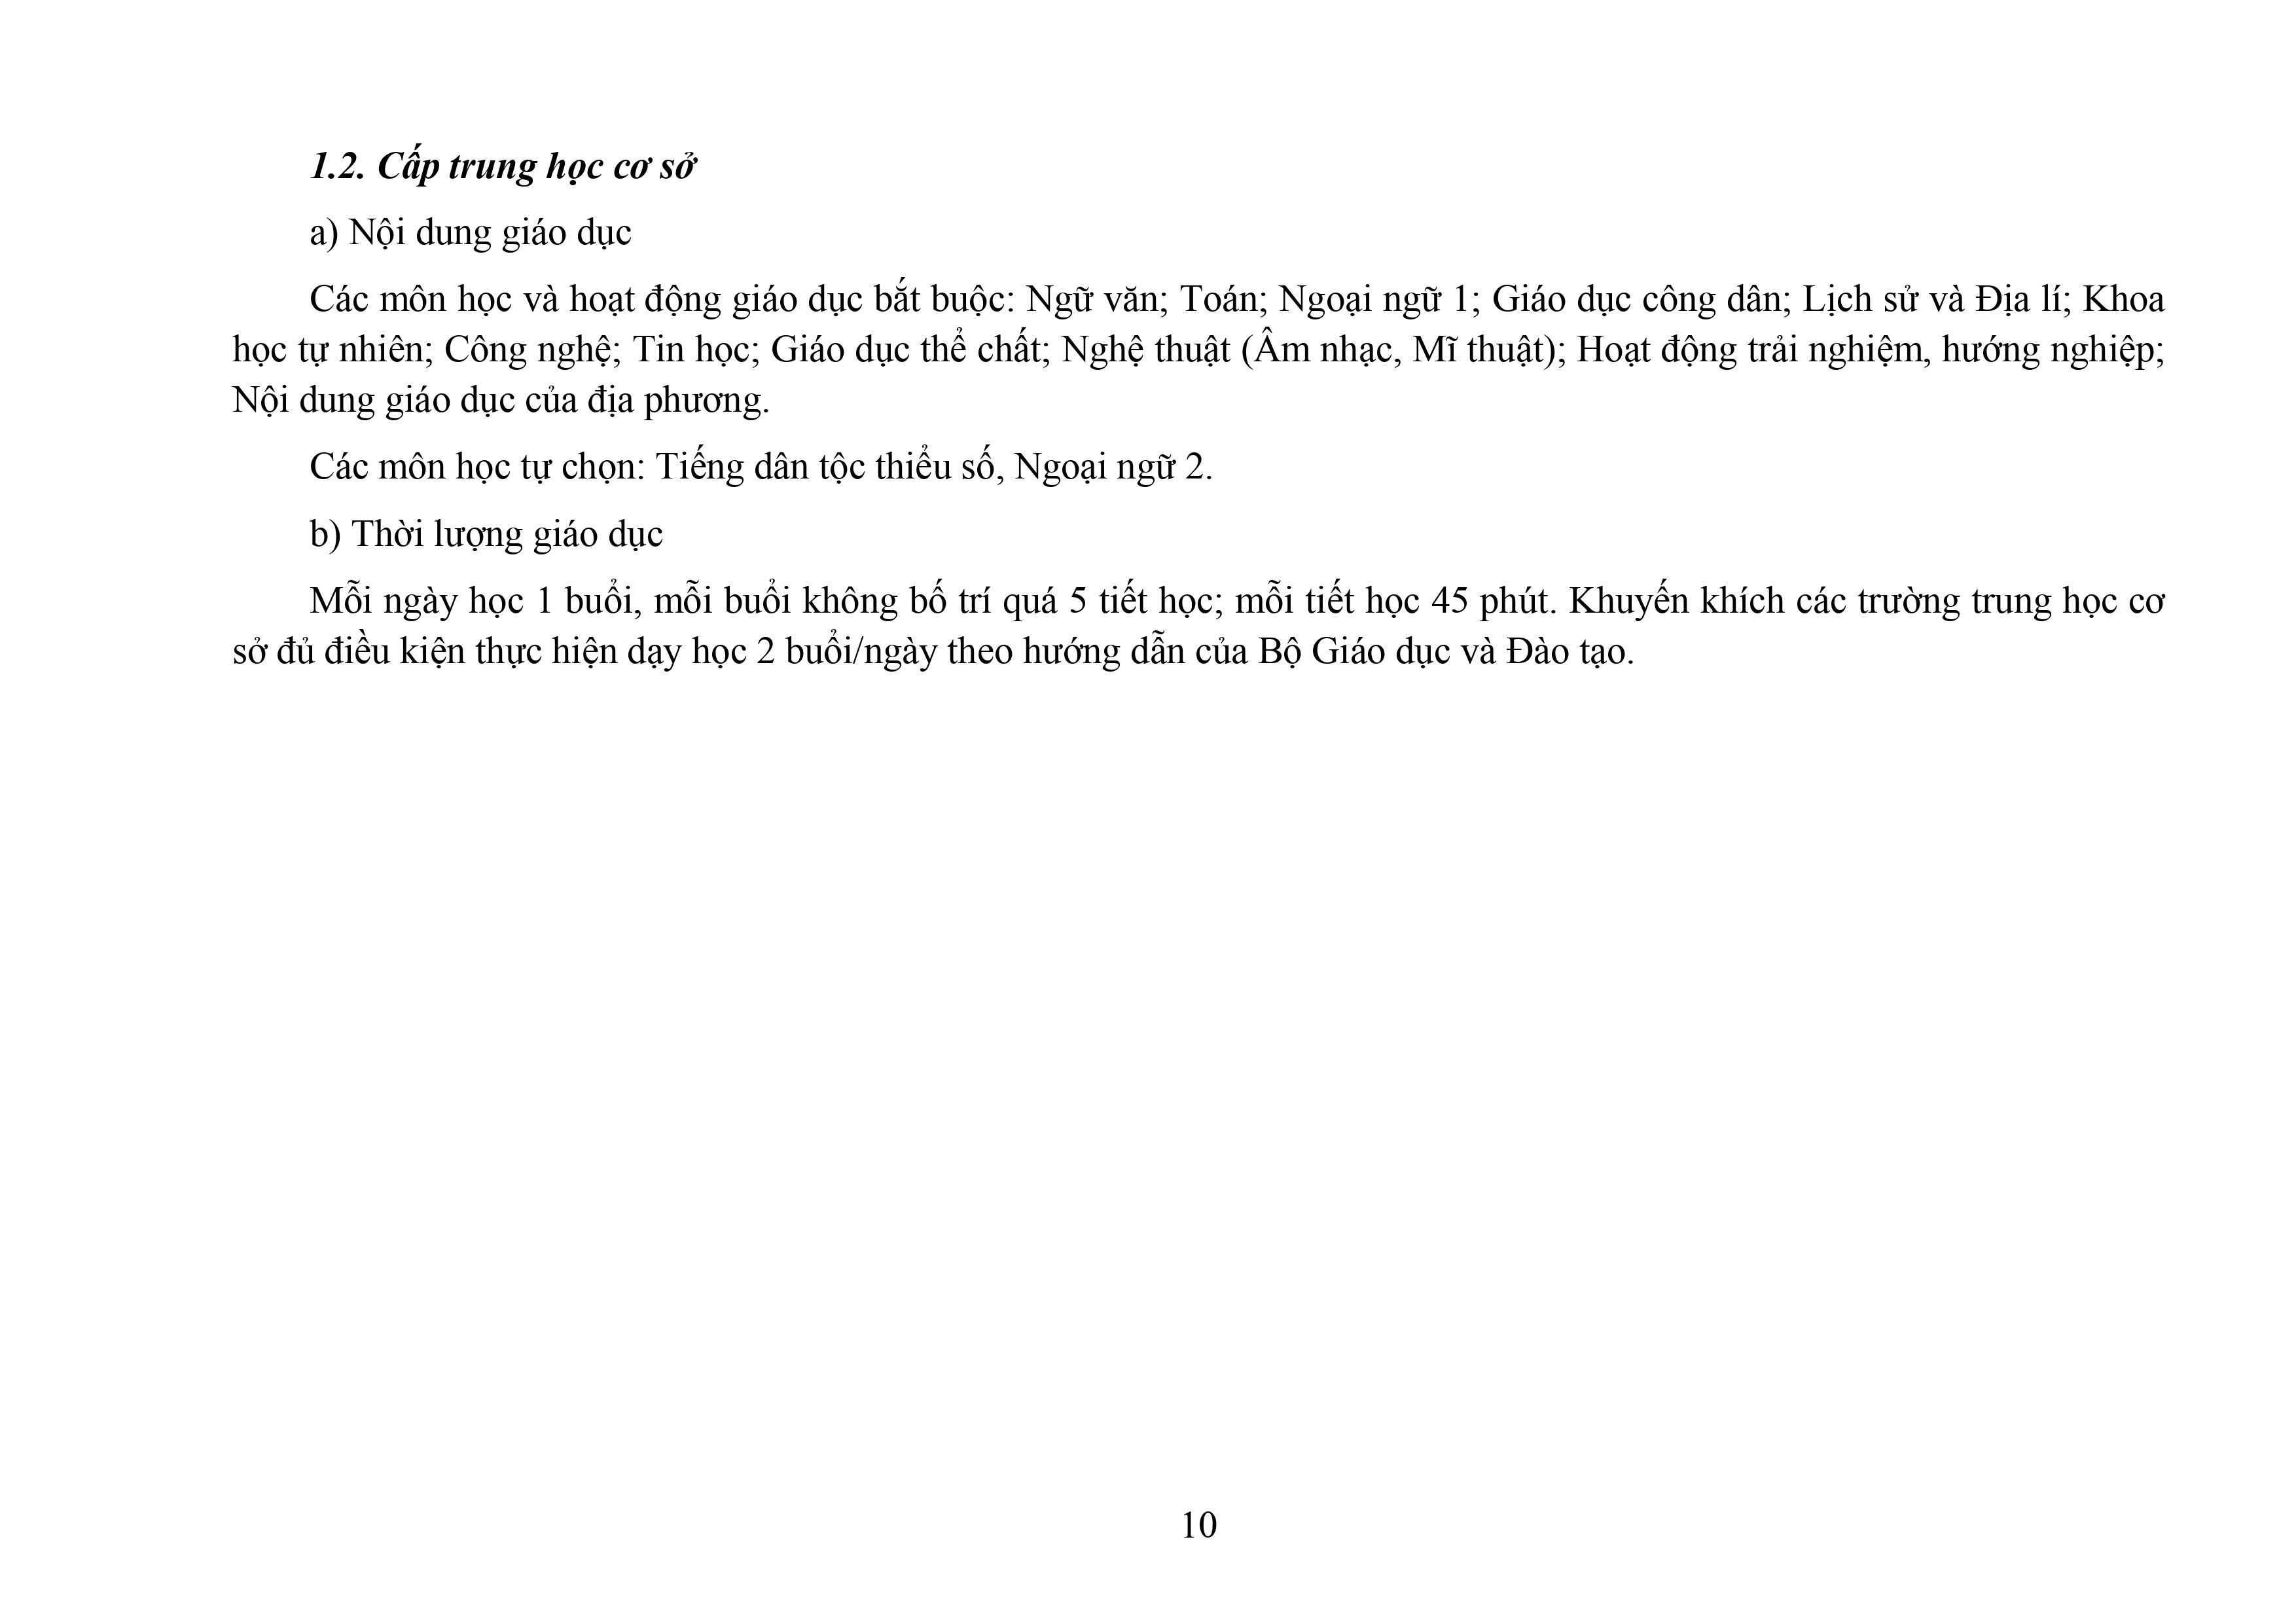 1.2. Cấp trung học cơ sở
a) Nội dung giáo dục
Các môn học và hoạt động giáo dục bắt buộc: Ngữ văn; Toán; Ngoại ngữ 1; Giáo dục công dân; Lịch sử và Địa lí; Khoa
học tự nhiên; Công nghệ; Tin học; Giáo dục thể chất; Nghệ thuật (Âm nhạc, Mĩ thuật); Hoạt động trải nghiệm, hướng nghiệp;
Nội dung giáo dục của địa phương.
Các môn học tự chọn: Tiếng dân tộc thiểu số, Ngoại ngữ 2.
b) Thời lượng giáo dục
Mỗi ngày học 1 buổi, mỗi buổi không bố trí quá 5 tiết học; mỗi tiết học 45 phút. Khuyến khích các trường trung học cơ
sở đủ điều kiện thực hiện dạy học 2 buổi/ngày theo hướng dẫn của Bộ Giáo dục và Đào tạo.
10